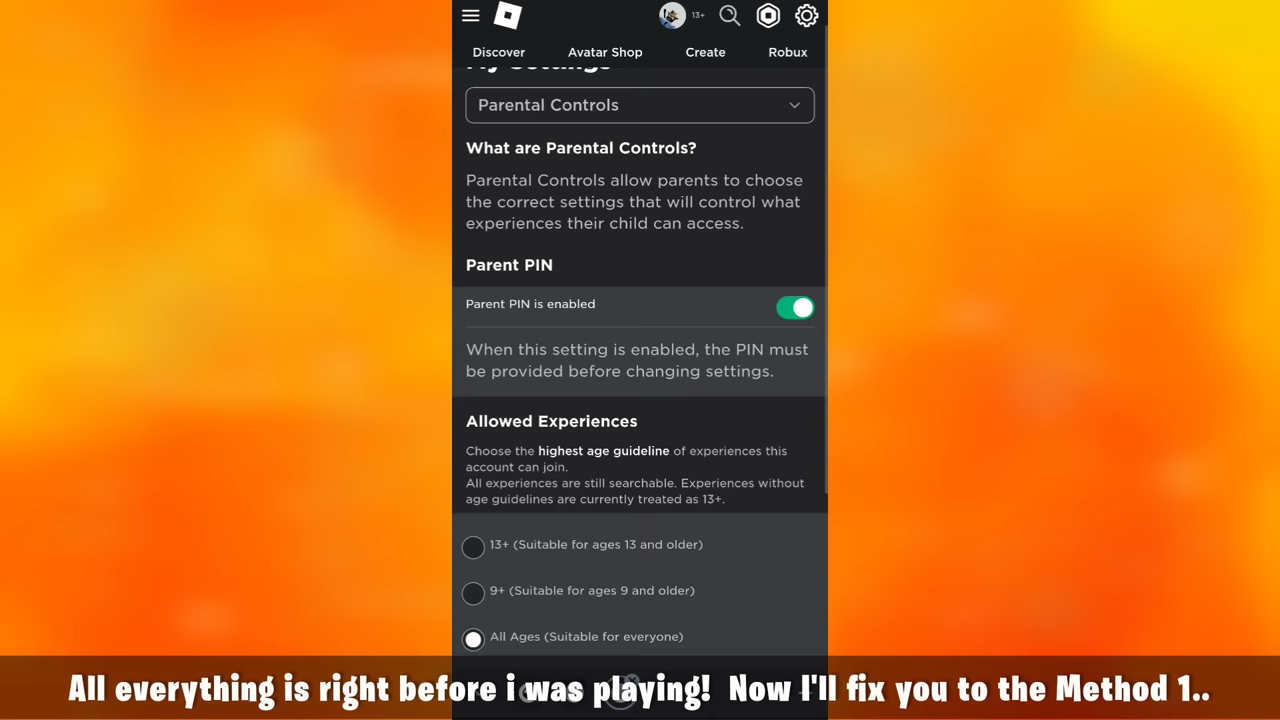 13+
Discover Avatar Shop Create Robux
My Settings
Parental Controls
What are Parental Controls?
Parental Controls allow parents to choose
the correct settings that will control what
experiences their child can access.
Parent PIN
Parent PIN is enabled
When this setting is enabled, the PIN must
be provided before changing settings.
Allowed Experiences
Choose the highest age guideline of experiences this
account can join.
All experiences are still searchable. Experiences without
age guidelines are currently treated as 13+.
13+ (Suitable for ages 13 and older)
9+ (Suitable for ages 9 and older)
All Ages (Suitable for everyone)
All everything is right before i was playing! Now I'll fix you to the Method 1..